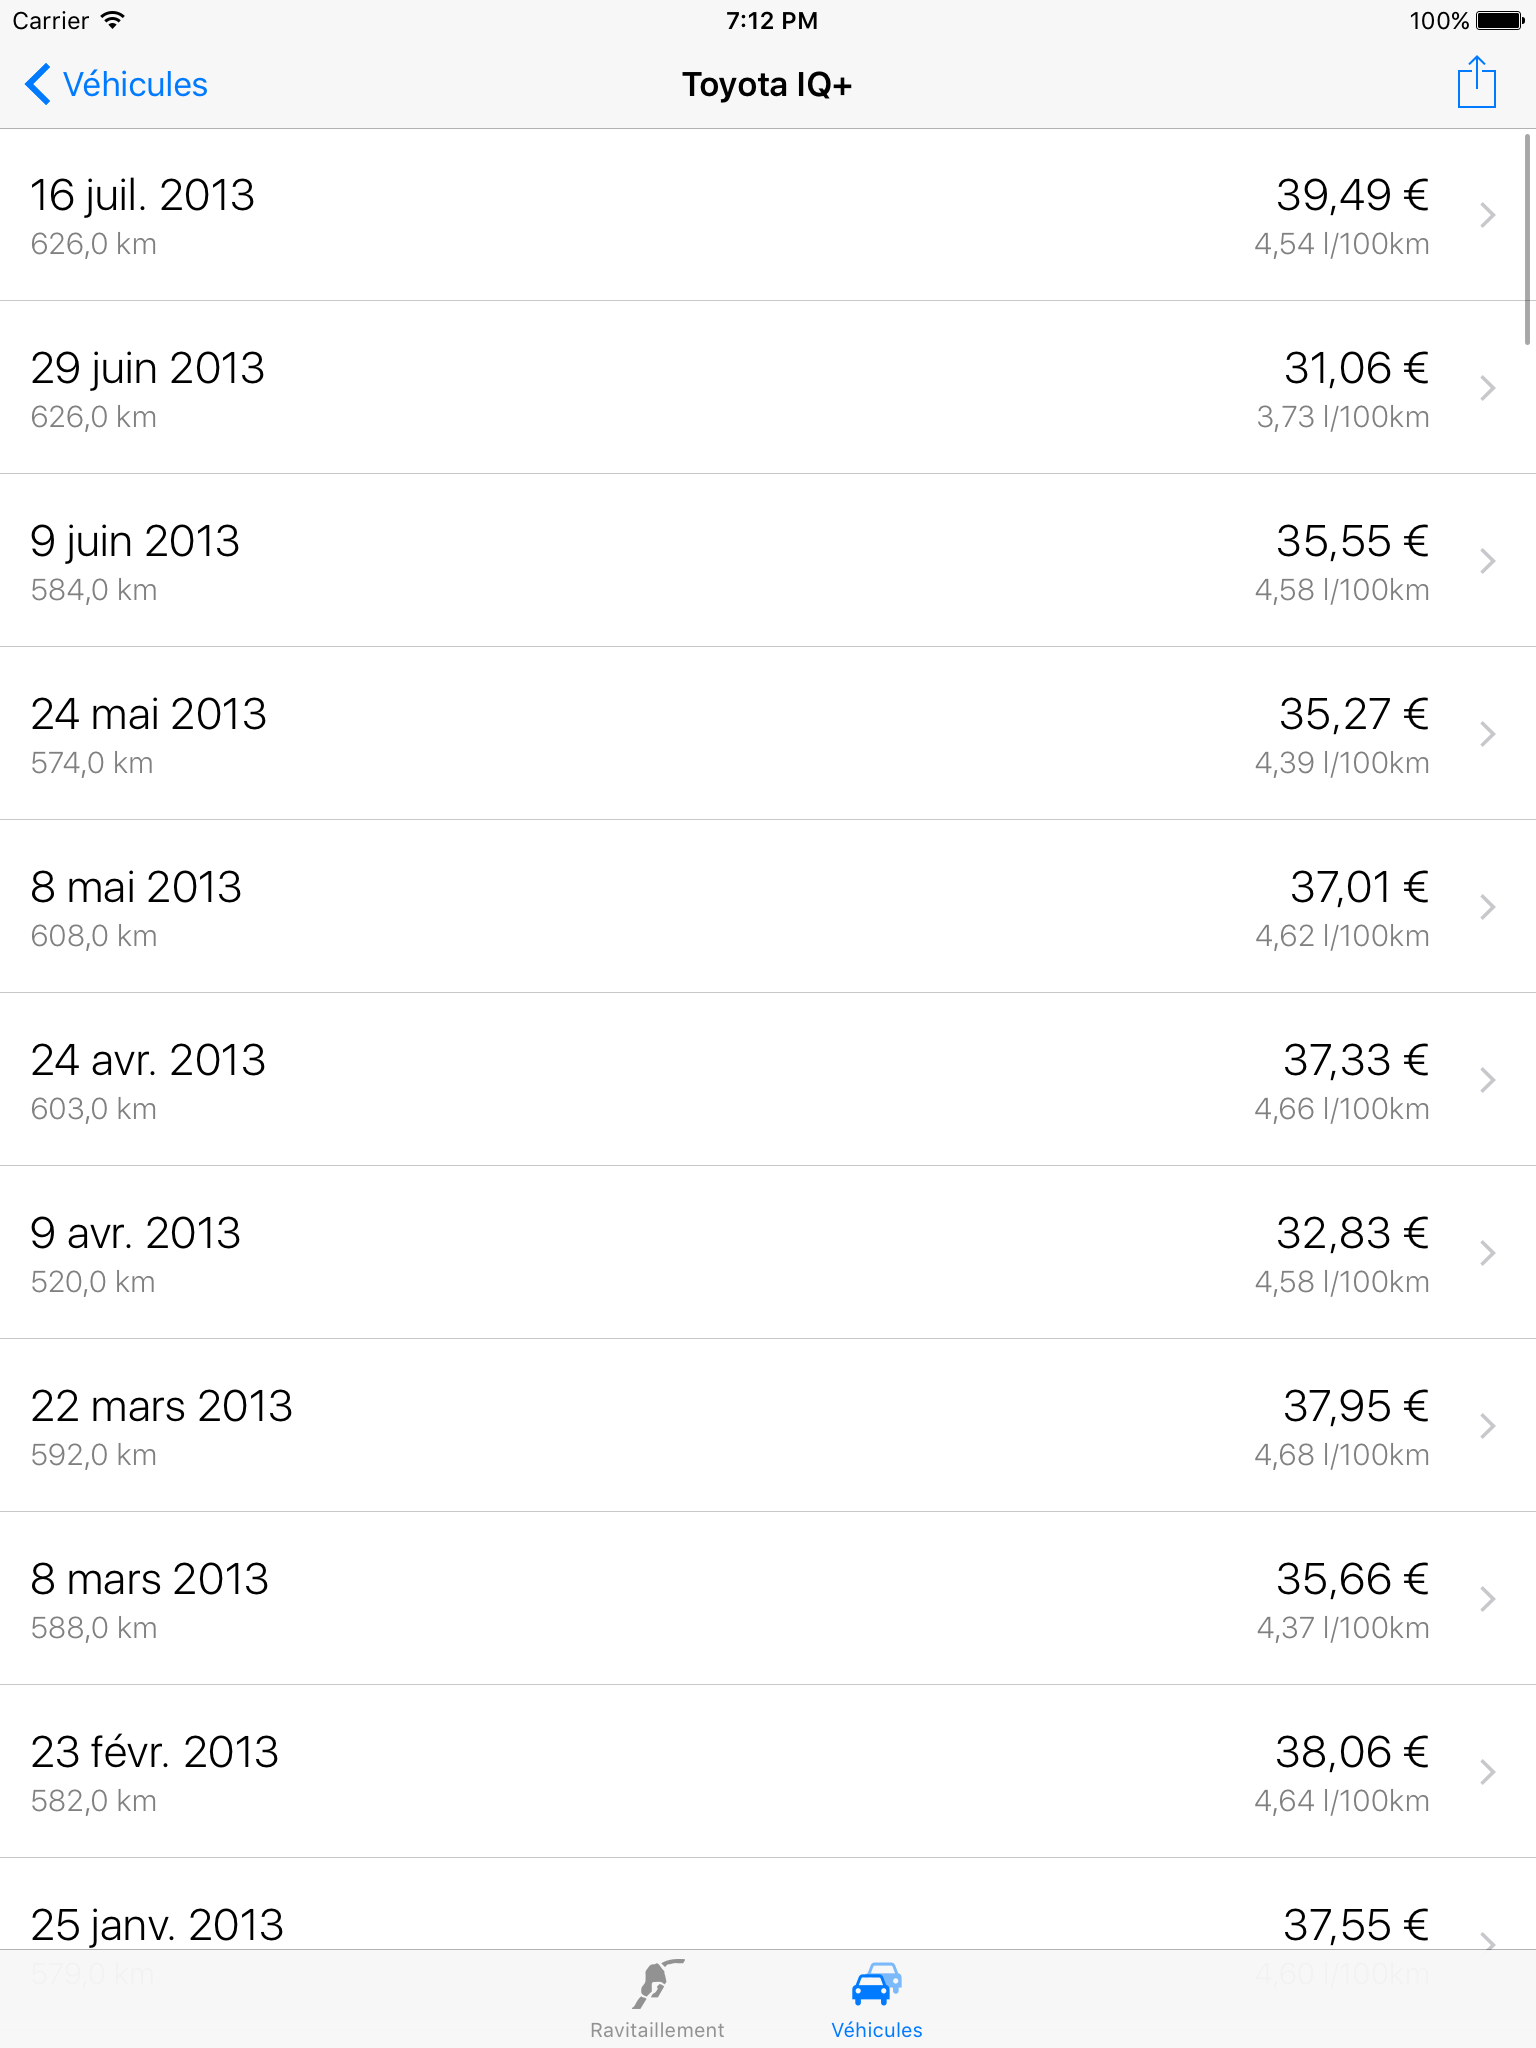 Carrier 7:12 PM 100%
Véhicules Toyota IQ+
16 juil. 2013 39,49 €
626,0 km 4,54 l/100km
29 juin 2013 31,06 €
626,0 km 3,73 l/100km
9 juin 2013 35,55 €
584,0 km 4,58 l/100km
24 mai 2013 35,27 €
574,0 km 4,39 l/100km
8 mai 2013 37,01 €
608,0 km 4,62 l/100km
24 avr. 2013 37,33 €
603,0 km 4,66 l/100km
9 avr. 2013 32,83 €
520,0 km 4,58 l/100km
22 mars 2013 37,95 €
592,0 km 4,68 l/100km
8 mars 2013 35,66 €
588,0 km 4,37 l/100km
23 févr. 2013 38,06 €
582,0 km 4,64 l/100km
25 janv. 2013 37,55 €
579,0 km 4,60 l/100km
Ravitaillement Véhicules